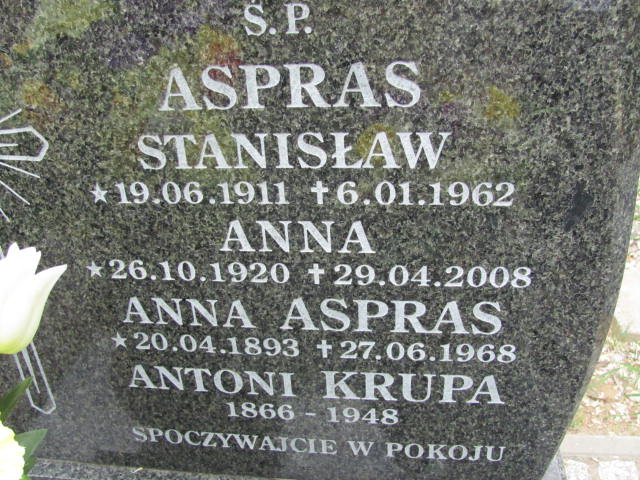 Ś.P.
ASPRAS
STANISŁAW
★19.06.1911 ✝6.01.1962
ANNA
★26.10.1920 ✝29.04.2008
ANNA ASPRAS
★20.04.1893 ✝27.06.1968
ANTONI KRUPA
1866 - 1948
SPOCZYWAJCIE W POKOJU